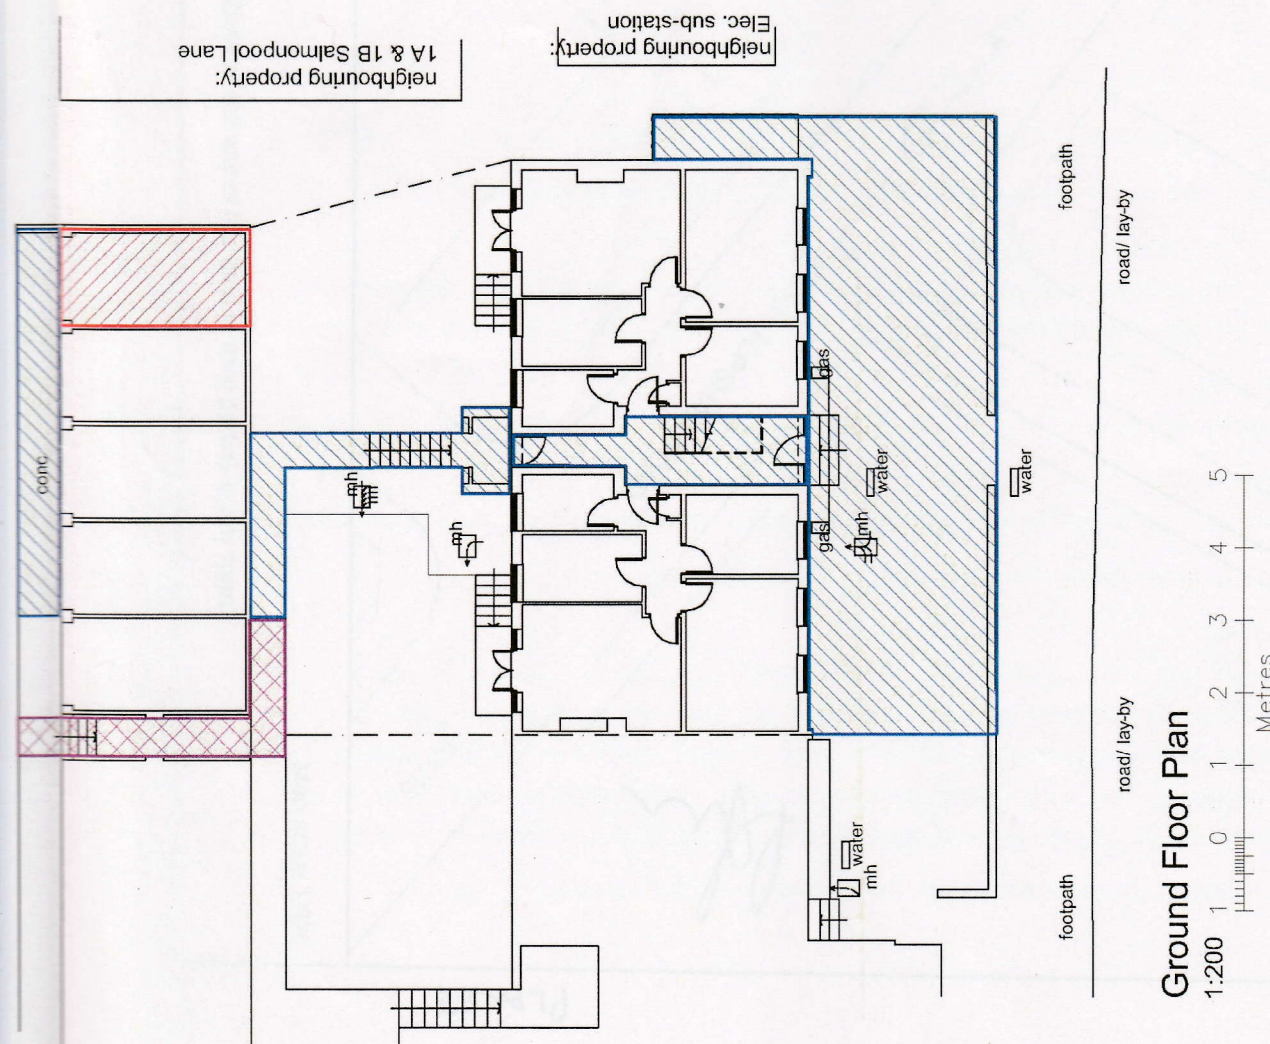 neighbouring property:
1A & 1B Salmonpool Lane
neighbouring property:
Elec. sub-station
footpath
road/ lay-by
conc
gas
water
water
mh
mh
gas
mh
road/ lay-by
water
mh
footpath
Ground Floor Plan
1:200
1 0 1 2 3 4 5
Metres